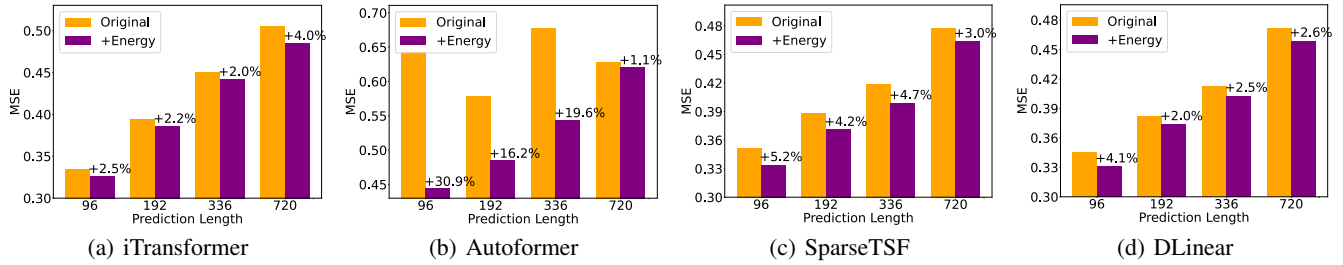 Original
+Energy
MSE
0.50
0.45
0.40
0.35
0.30
+2.5%
+2.2%
+2.0%
+4.0%
96
192
336
720
Prediction Length
(a) iTransformer
Original
+Energy
MSE
0.70
0.65
0.60
0.55
0.50
0.45
+30.9%
+16.2%
+19.6%
+1.1%
96
192
336
720
Prediction Length
(b) Autoformer
Original
+Energy
MSE
0.48
0.45
0.42
0.39
0.36
0.33
0.30
+5.2%
+4.2%
+4.7%
+3.0%
96
192
336
720
Prediction Length
(c) SparseTSF
Original
+Energy
MSE
0.48
0.45
0.42
0.39
0.36
0.33
0.30
+4.1%
+2.0%
+2.5%
+2.6%
96
192
336
720
Prediction Length
(d) DLinear